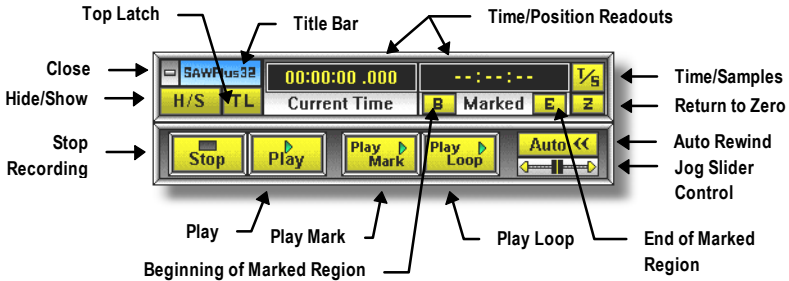 Top Latch
Title Bar
Time/Position Readouts
Close
SAWPlus32
00:00:00 .000
--:--:--
T/S
Time/Samples
Hide/Show
H/S
TL
Current Time
B
Marked
E
Z
Return to Zero
Stop
Recording
Stop
Play
Play
Mark
Play
Loop
Auto
Auto Rewind
Jog Slider
Control
Play
Play Mark
Play Loop
End of Marked
Region
Beginning of Marked Region